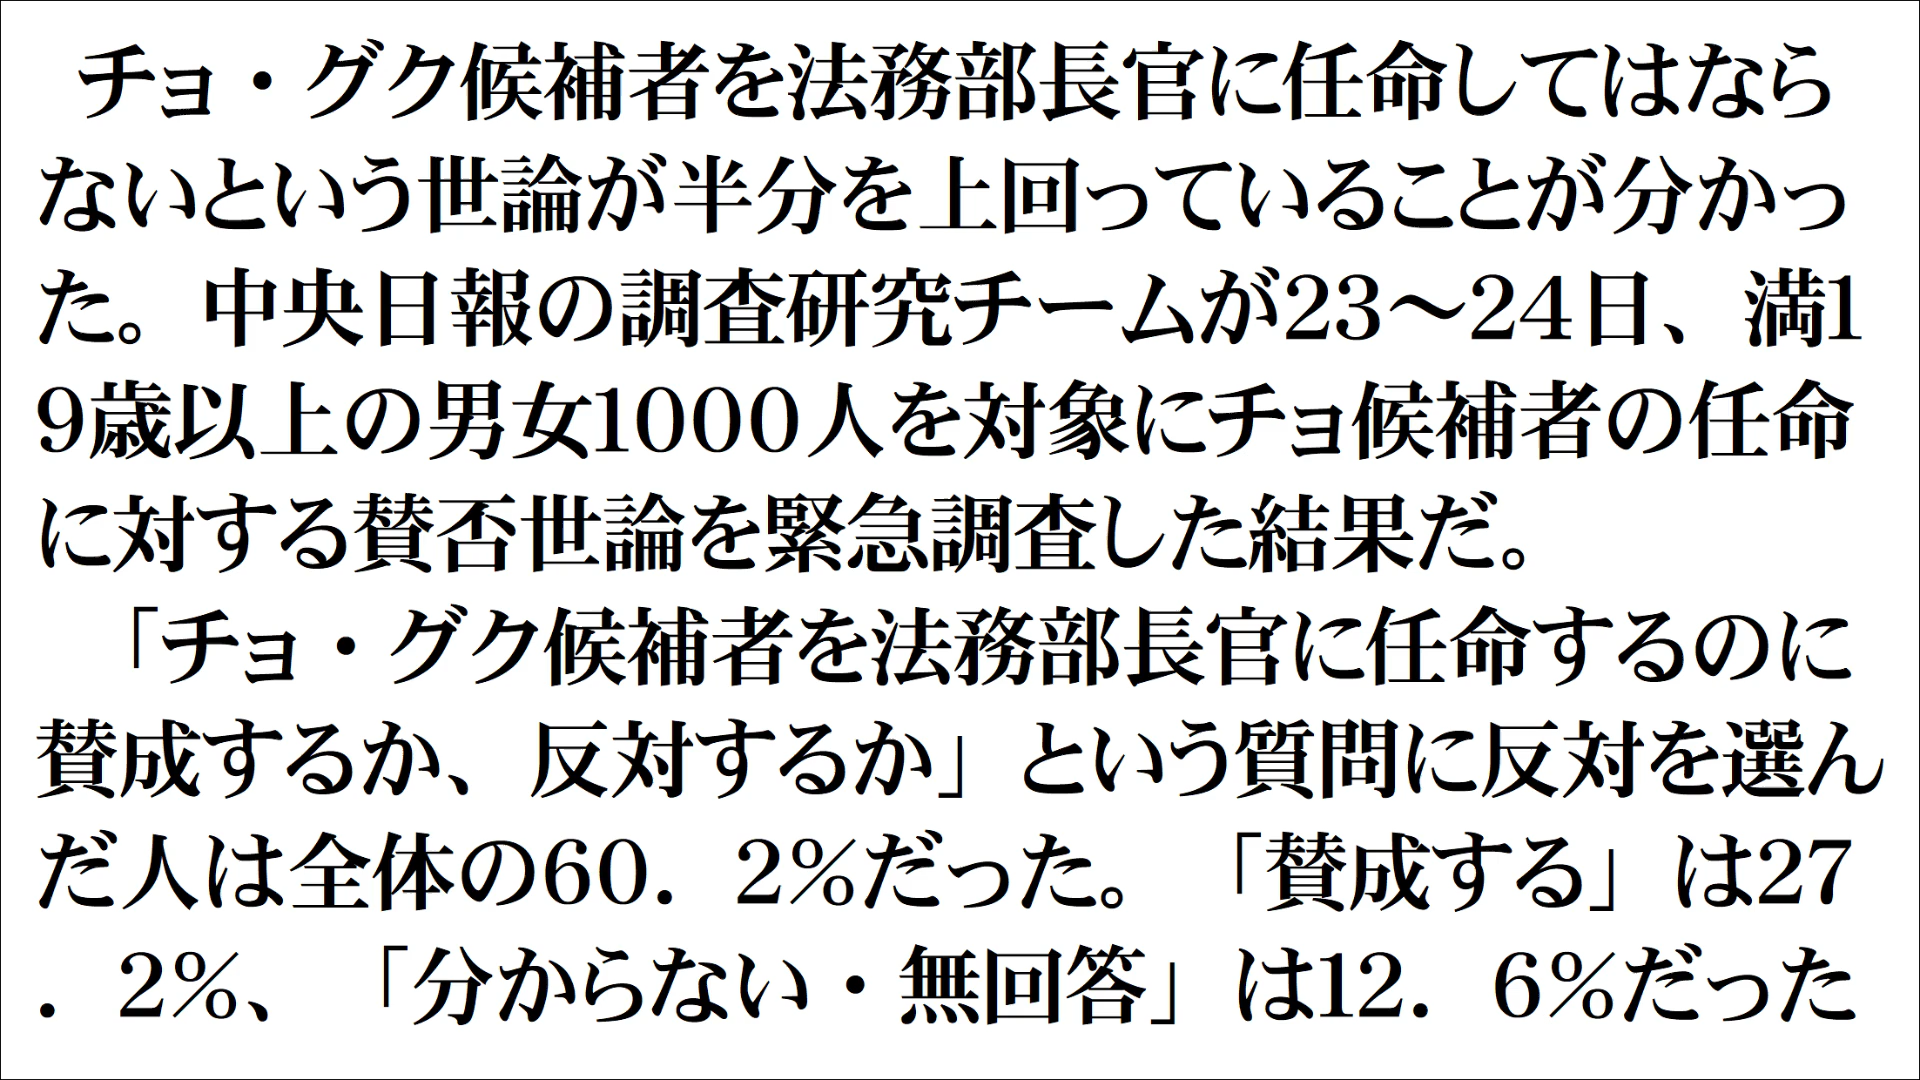 チョ・グク候補者を法務部長官に任命してはなら
ないという世論が半分を上回っていることが分かっ
た。中央日報の調査研究チームが23〜24日、満1
9歳以上の男女1000人を対象にチョ候補者の任命
に対する賛否世論を緊急調査した結果だ。
「チョ・グク候補者を法務部長官に任命するのに
賛成するか、反対するか」という質問に反対を選ん
だ人は全体の60．2%だった。「賛成する」は27
．2%、「分からない・無回答」は12．6%だった